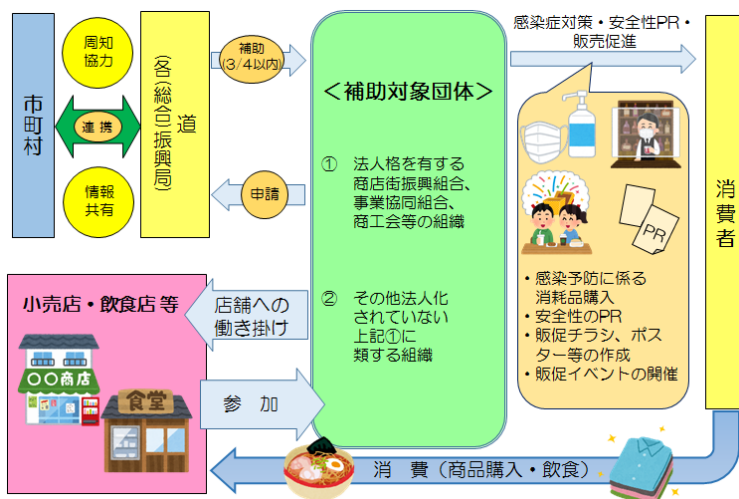 市町村
周知
協力
連 携
情報
共有
道
(各(総合)振興局)
補助
(3/4以内)
申請
＜補助対象団体＞
① 法人格を有する
商店街振興組合、
事業協同組合、
商工会等の組織
② その他法人化
されていない
上記①に
類する組織
感染症対策・安全性PR・
販売促進
PR
・感染予防に係る
消耗品購入
・安全性のPR
・販促チラシ、ポス
ター等の作成
・販促イベントの開催
消費者
小売店・飲食店 等
〇〇商店
食堂
店舗への
働き掛け
参 加
消 費（商品購入・飲食）